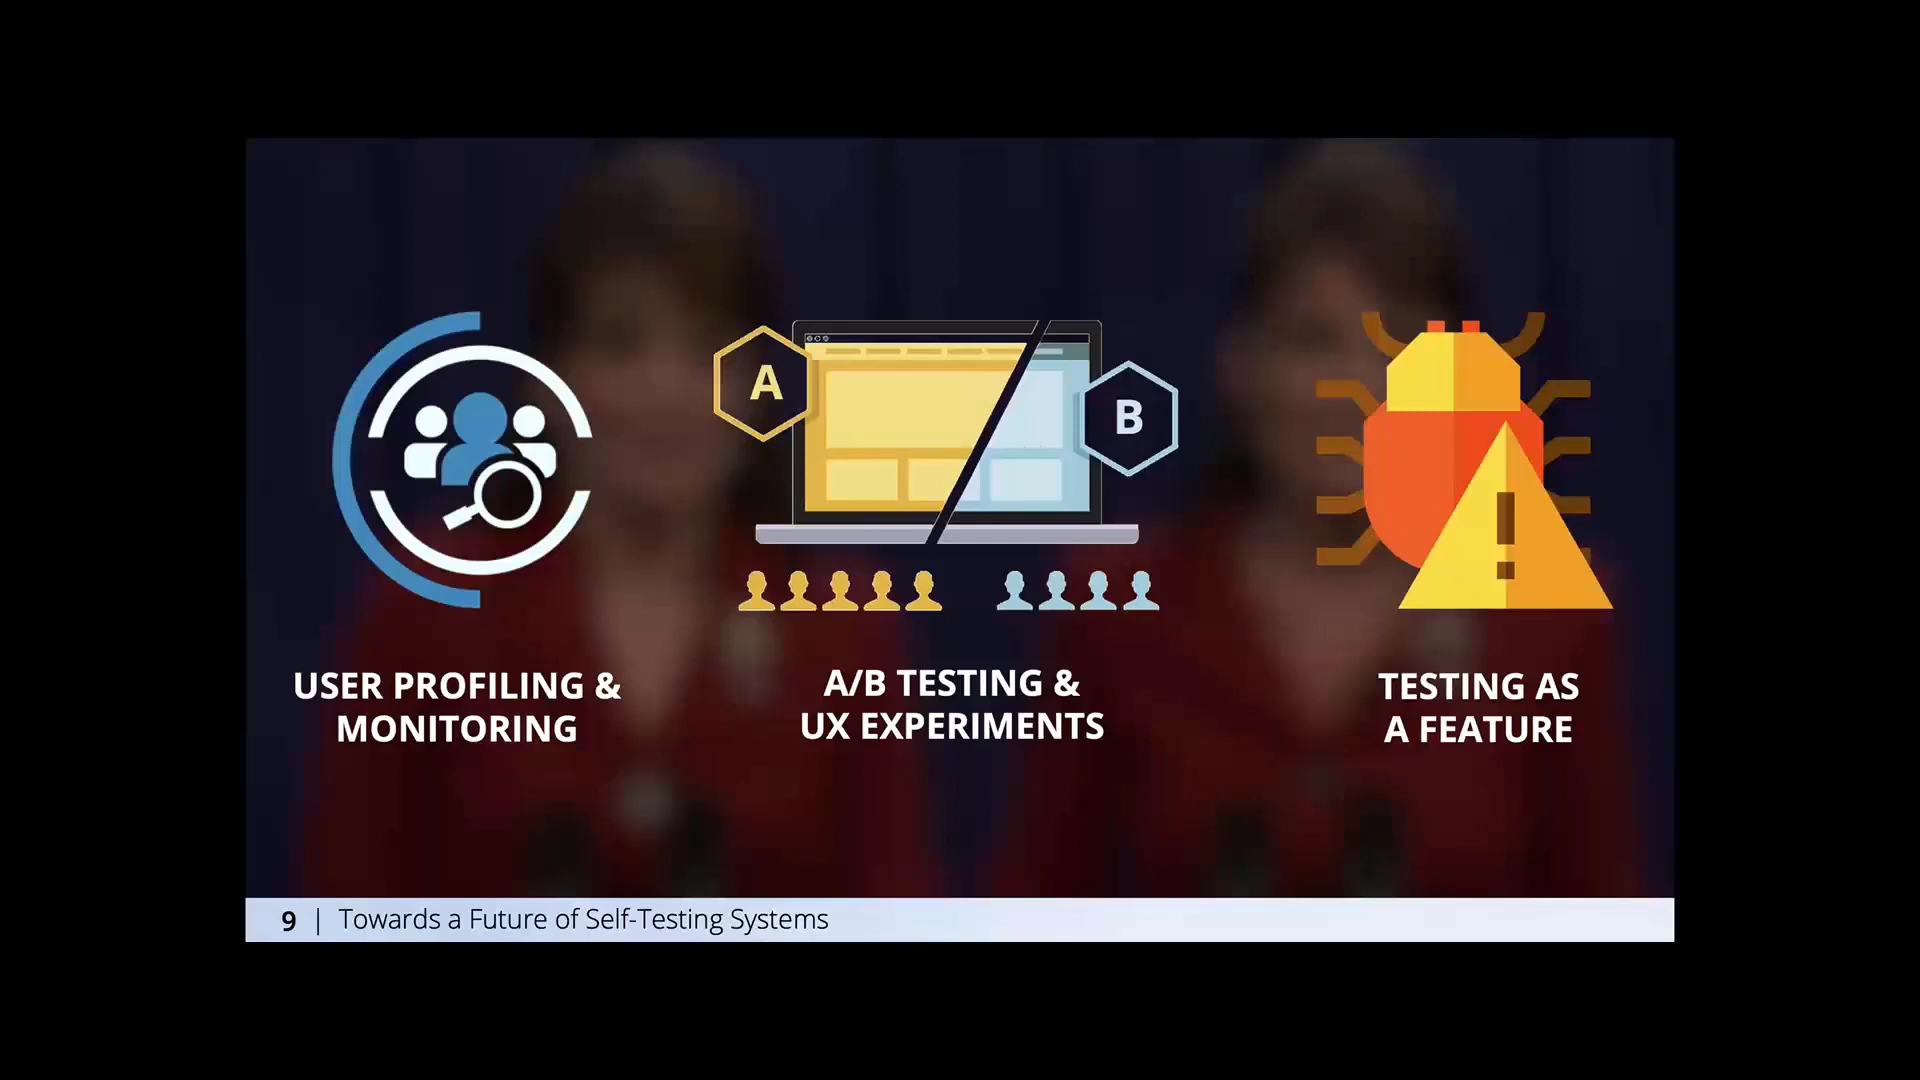 A
B
USER PROFILING &
MONITORING
A/B TESTING &
UX EXPERIMENTS
TESTING AS
A FEATURE
9 | Towards a Future of Self-Testing Systems